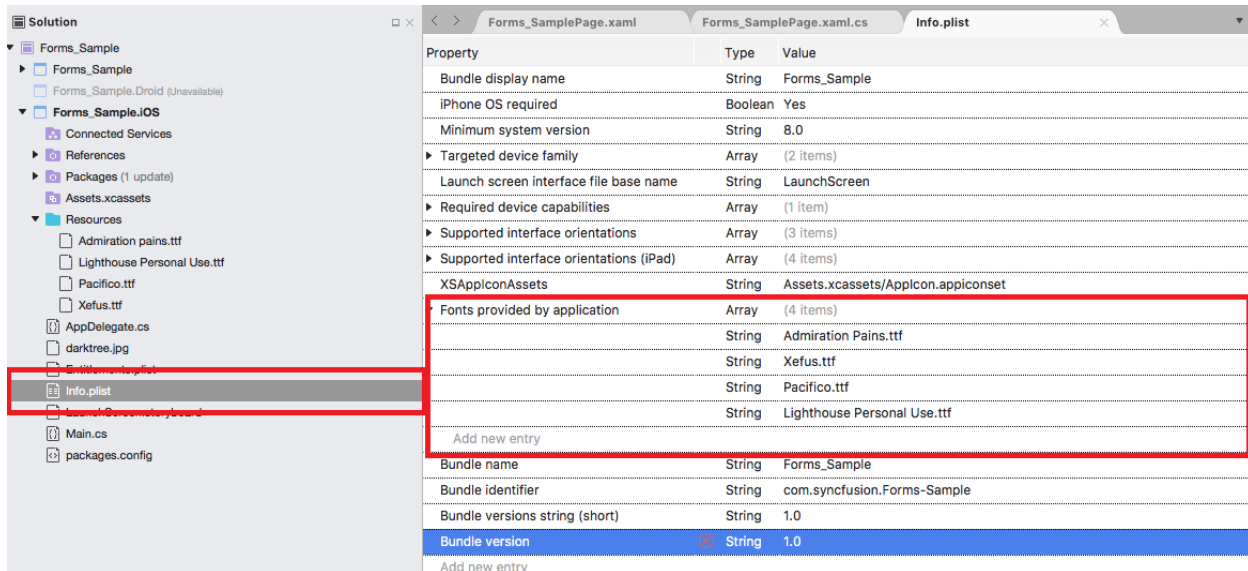 Solution
Forms_Sample
Forms_Sample
Forms_Sample.Droid (Unavailable)
Forms_Sample.iOS
Connected Services
References
Packages (1 update)
Assets.xcassets
Resources
Admiration pains.ttf
Lighthouse Personal Use.ttf
Pacifico.ttf
Xefus.ttf
AppDelegate.cs
darktree.jpg
Entitlements.plist
Info.plist
LaunchScreen.storyboard
Main.cs
packages.config
Forms_SamplePage.xaml Forms_SamplePage.xaml.cs Info.plist
Property Type Value
Bundle display name String Forms_Sample
iPhone OS required Boolean Yes
Minimum system version String 8.0
Targeted device family Array (2 items)
Launch screen interface file base name String LaunchScreen
Required device capabilities Array (1 item)
Supported interface orientations Array (3 items)
Supported interface orientations (iPad) Array (4 items)
XSAppIconAssets String Assets.xcassets/AppIcon.appiconset
Fonts provided by application Array (4 items)
String Admiration Pains.ttf
String Xefus.ttf
String Pacifico.ttf
String Lighthouse Personal Use.ttf
Add new entry
Bundle name String Forms_Sample
Bundle identifier String com.syncfusion.Forms-Sample
Bundle versions string (short) String 1.0
Bundle version String 1.0
Add new entry